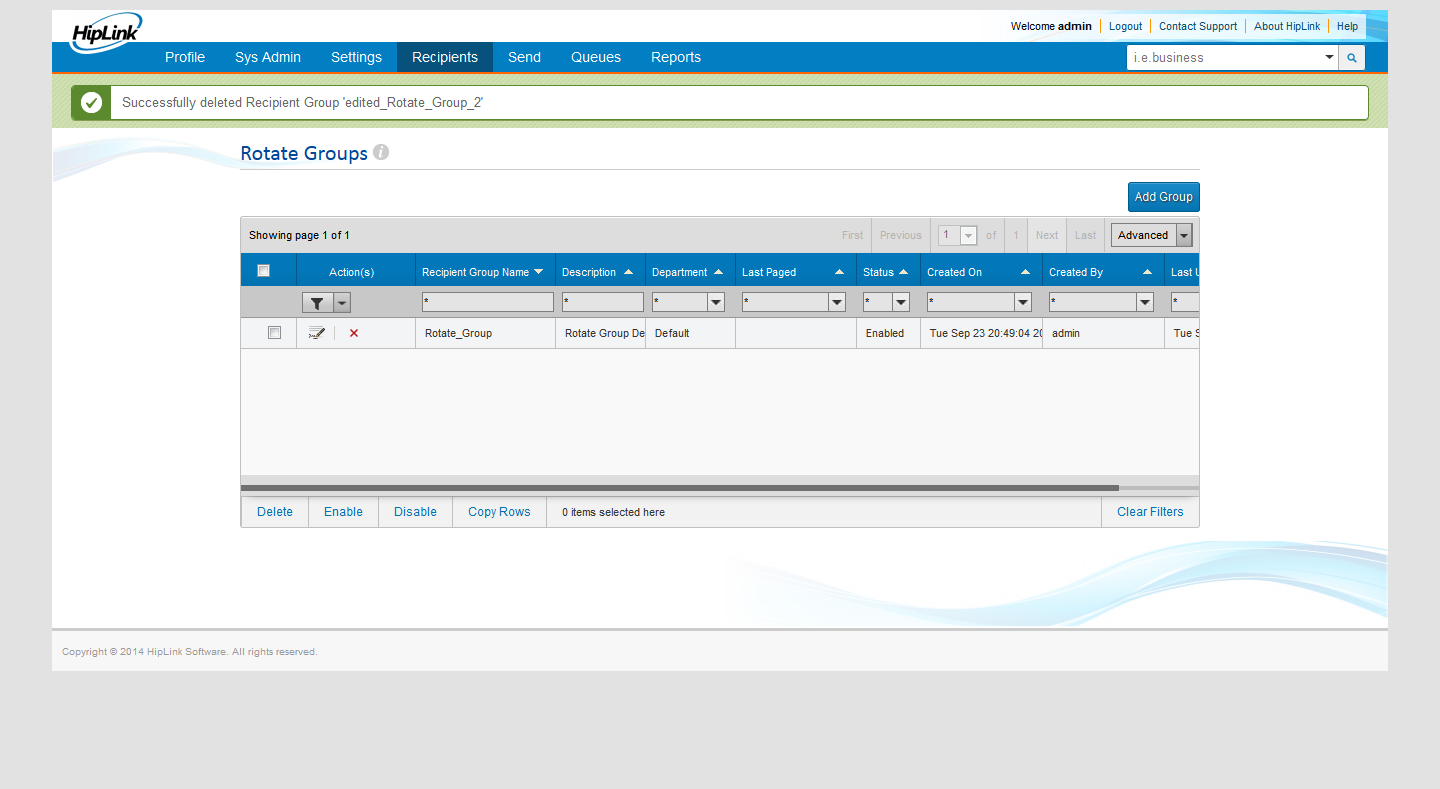 HipLink
Welcome admin Logout Contact Support About HipLink Help
Profile Sys Admin Settings Recipients Send Queues Reports i.e.business
Successfully deleted Recipient Group 'edited_Rotate_Group_2'
Rotate Groups i
Add Group
Showing page 1 of 1 First Previous 1 of 1 Next Last Advanced
Action(s) Recipient Group Name Description Department Last Paged Status Created On Created By Last U
* * * * * * * *
Rotate_Group Rotate Group De Default Enabled Tue Sep 23 20:49:04 20 admin Tue S
Delete Enable Disable Copy Rows 0 items selected here Clear Filters
Copyright © 2014 HipLink Software. All rights reserved.